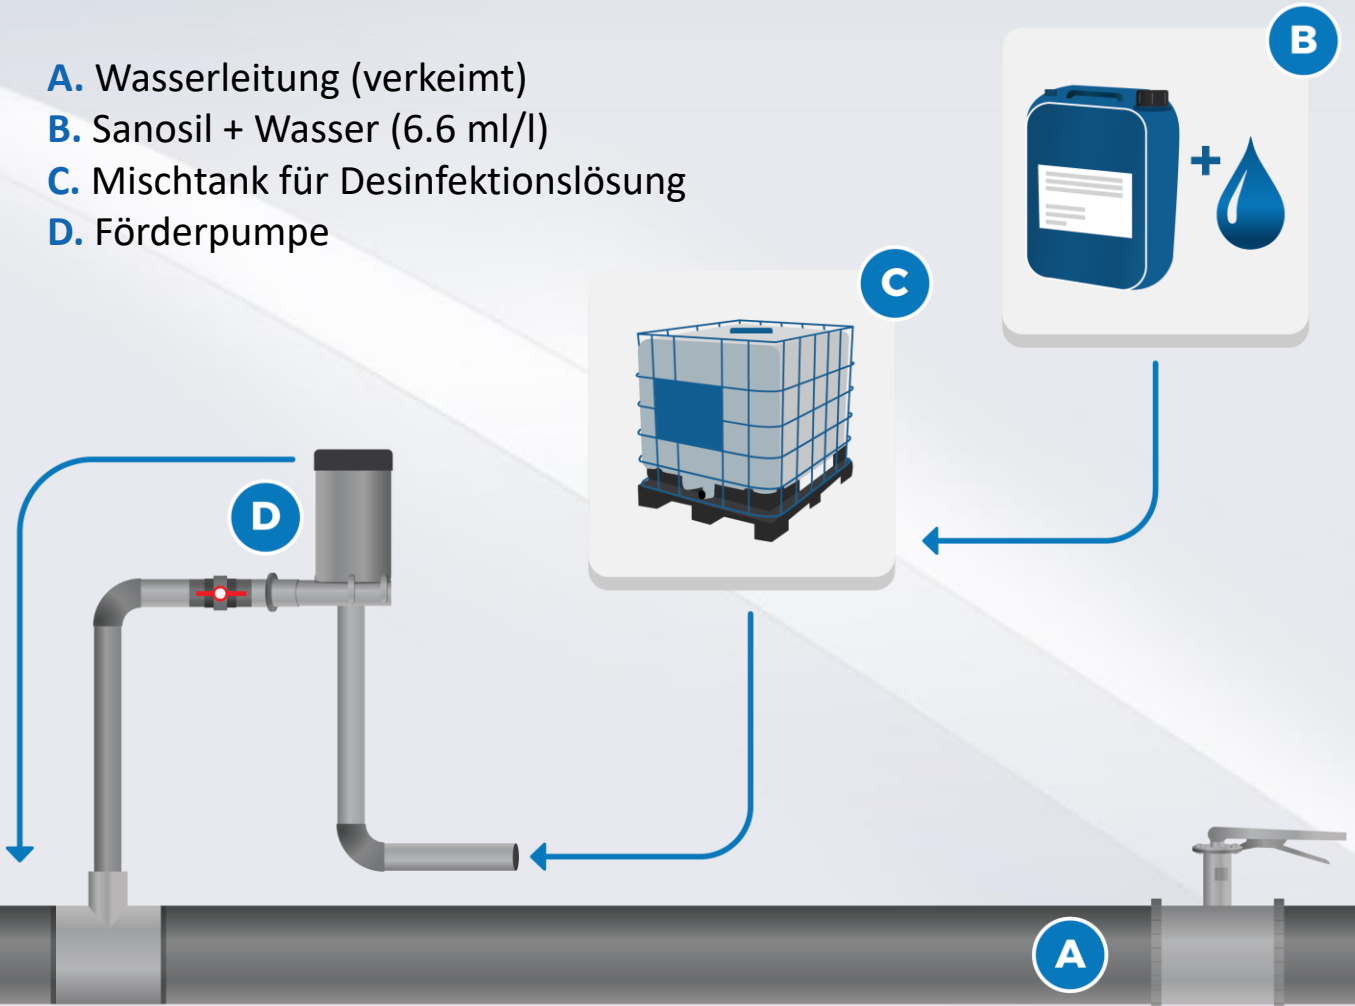 A. Wasserleitung (verkeimt)
B. Sanosil + Wasser (6.6 ml/l)
C. Mischtank für Desinfektionslösung
D. Förderpumpe
B
+
C
D
A